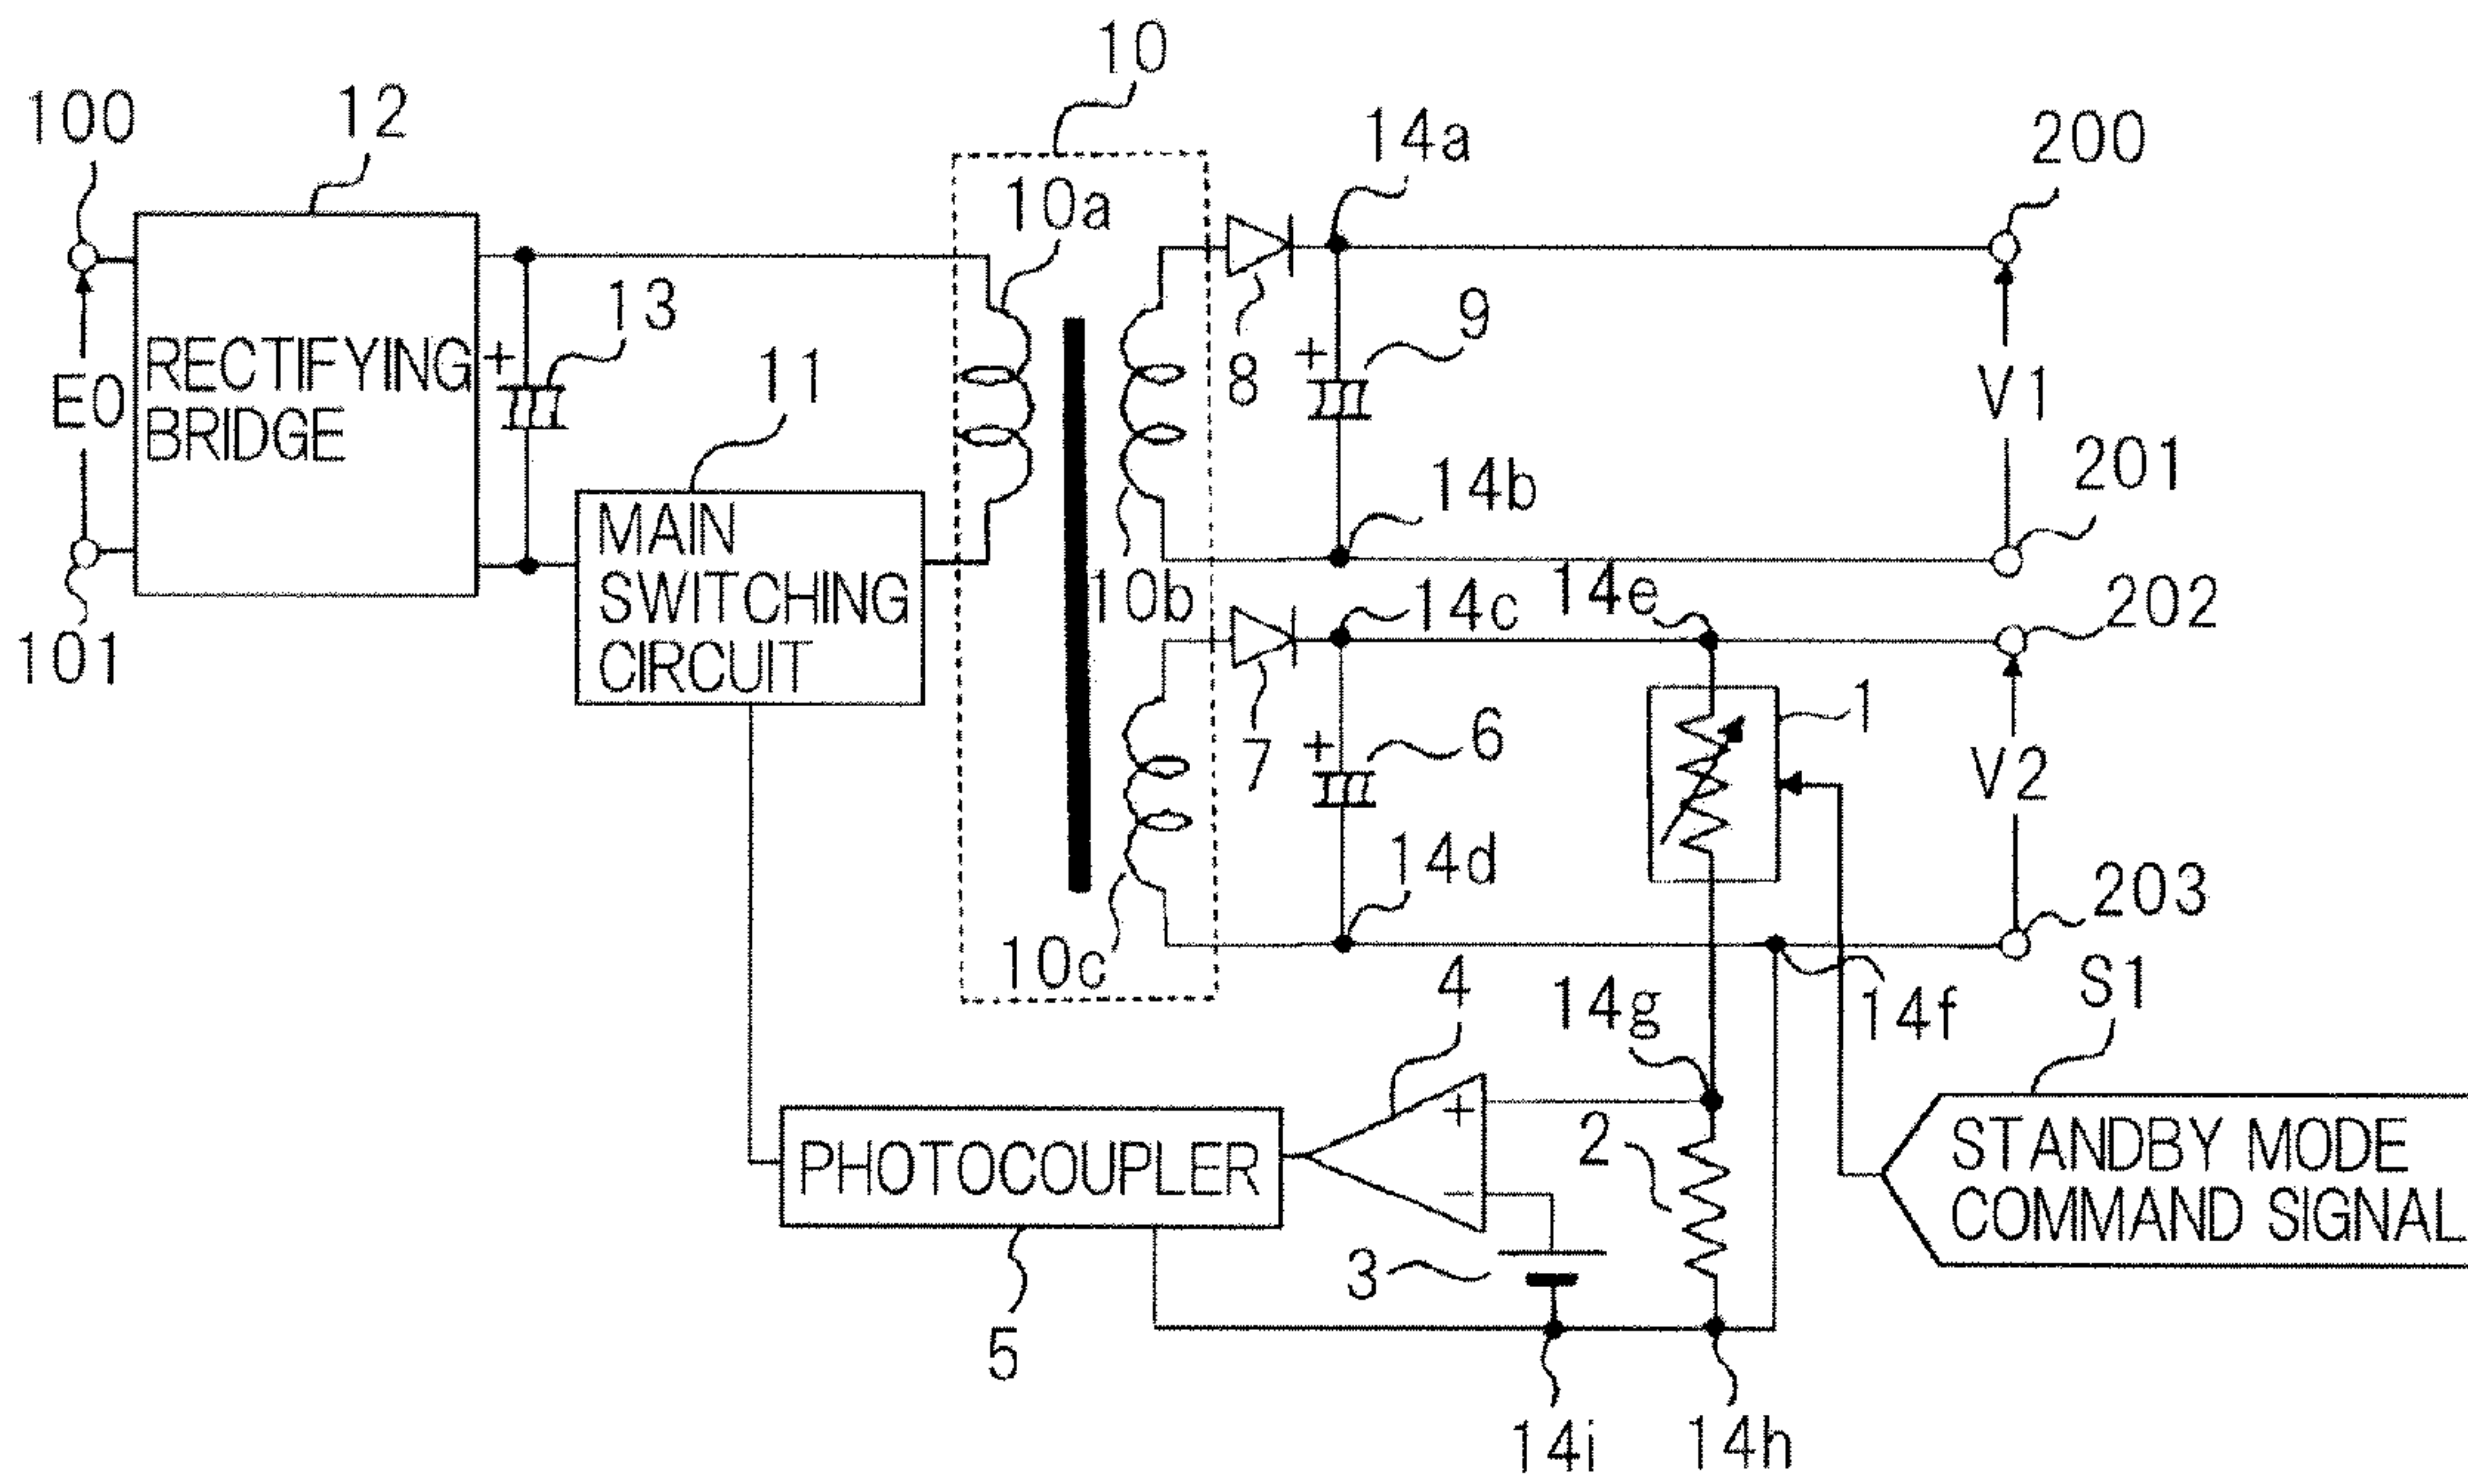 10
100
12
14a
200
10a
E0
RECTIFYING
BRIDGE
+
13
11
8
+
9
V1
14b
201
101
MAIN
SWITCHING
CIRCUIT
10b
14c
14e
202
7
+
6
1
V2
14d
203
10c
4
14g
14f
S1
PHOTOCOUPLER
+
−
2
STANDBY MODE
COMMAND SIGNAL
3
5
14i
14h